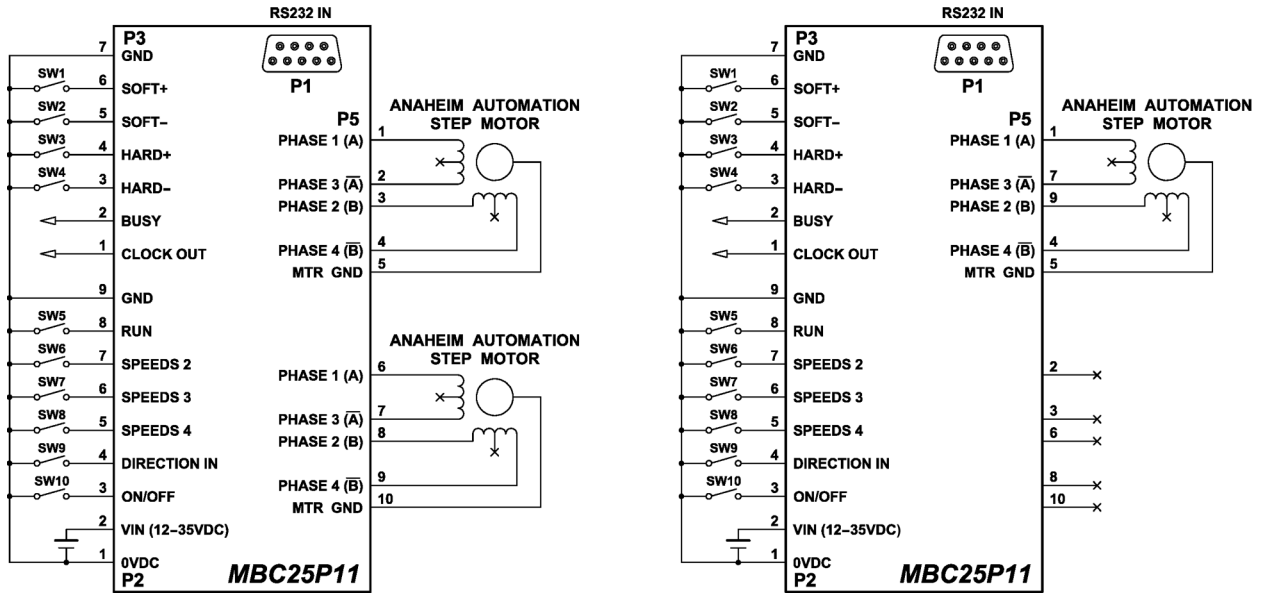 RS232 IN
P3
7
GND
P1
SW1
6
SOFT+
SW2
5
SOFT–
SW3
4
HARD+
SW4
3
HARD–
2
BUSY
1
CLOCK OUT
9
GND
SW5
8
RUN
SW6
7
SPEEDS 2
SW7
6
SPEEDS 3
SW8
5
SPEEDS 4
SW9
4
DIRECTION IN
SW10
3
ON/OFF
2
VIN (12–35VDC)
1
0VDC
P2
MBC25P11
P5
ANAHEIM AUTOMATION
STEP MOTOR
PHASE 1 (A)
1
PHASE 3 (A̅)
2
PHASE 2 (B)
3
PHASE 4 (B̅)
4
MTR GND
5
ANAHEIM AUTOMATION
STEP MOTOR
PHASE 1 (A)
6
PHASE 3 (A̅)
7
PHASE 2 (B)
8
PHASE 4 (B̅)
9
MTR GND
10
RS232 IN
P3
7
GND
P1
SW1
6
SOFT+
SW2
5
SOFT–
SW3
4
HARD+
SW4
3
HARD–
2
BUSY
1
CLOCK OUT
9
GND
SW5
8
RUN
SW6
7
SPEEDS 2
SW7
6
SPEEDS 3
SW8
5
SPEEDS 4
SW9
4
DIRECTION IN
SW10
3
ON/OFF
2
VIN (12–35VDC)
1
0VDC
P2
MBC25P11
P5
ANAHEIM AUTOMATION
STEP MOTOR
PHASE 1 (A)
1
PHASE 3 (A̅)
7
PHASE 2 (B)
9
PHASE 4 (B̅)
4
MTR GND
5
2
3
6
8
10